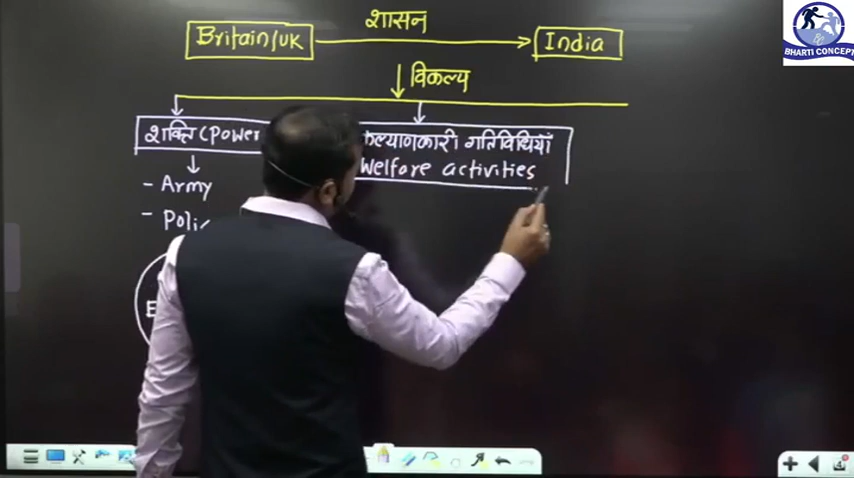 शासन
Britain/UK
India
विकल्प
शक्ति (Power
कल्याणकारी गतिविधियाँ
Welfare activities
- Army
-
E
BHARTI CONCEPT